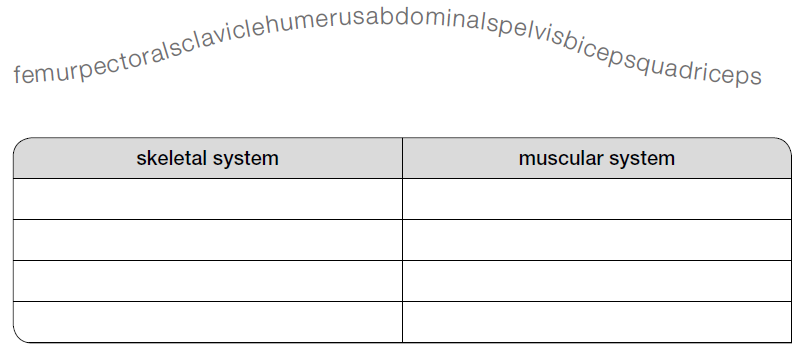 femurpectoralsclaviclehumerusabdominalspelvisbicepsquadriceps
skeletal system
muscular system